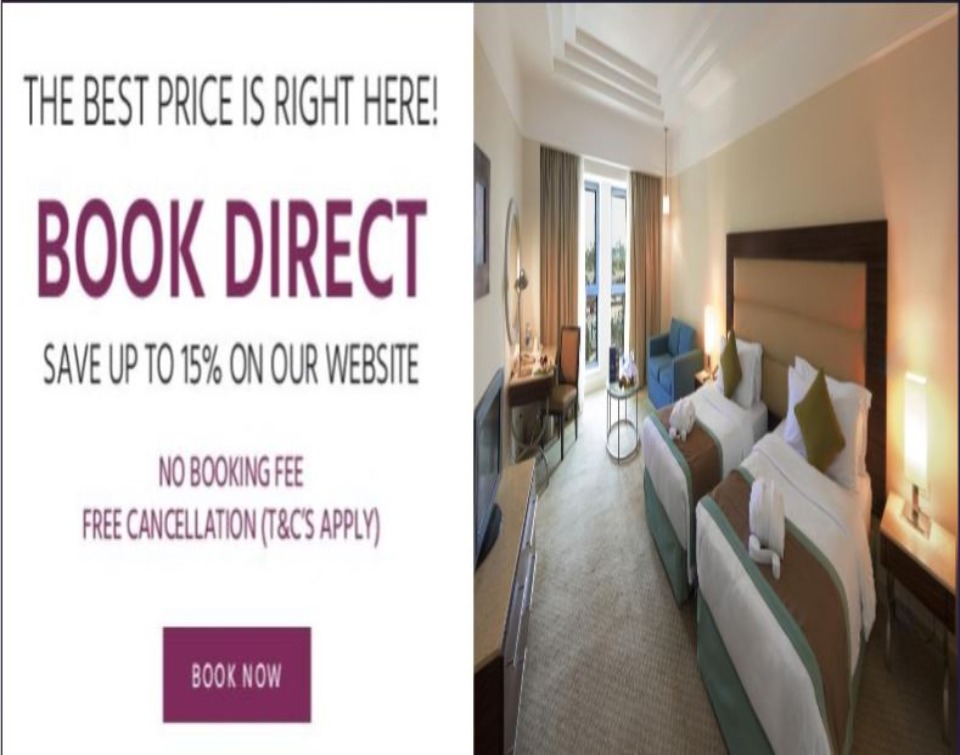 THE BEST PRICE IS RIGHT HERE!
BOOK DIRECT
SAVE UP TO 15% ON OUR WEBSITE
NO BOOKING FEE
FREE CANCELLATION (T&C'S APPLY)
BOOK NOW